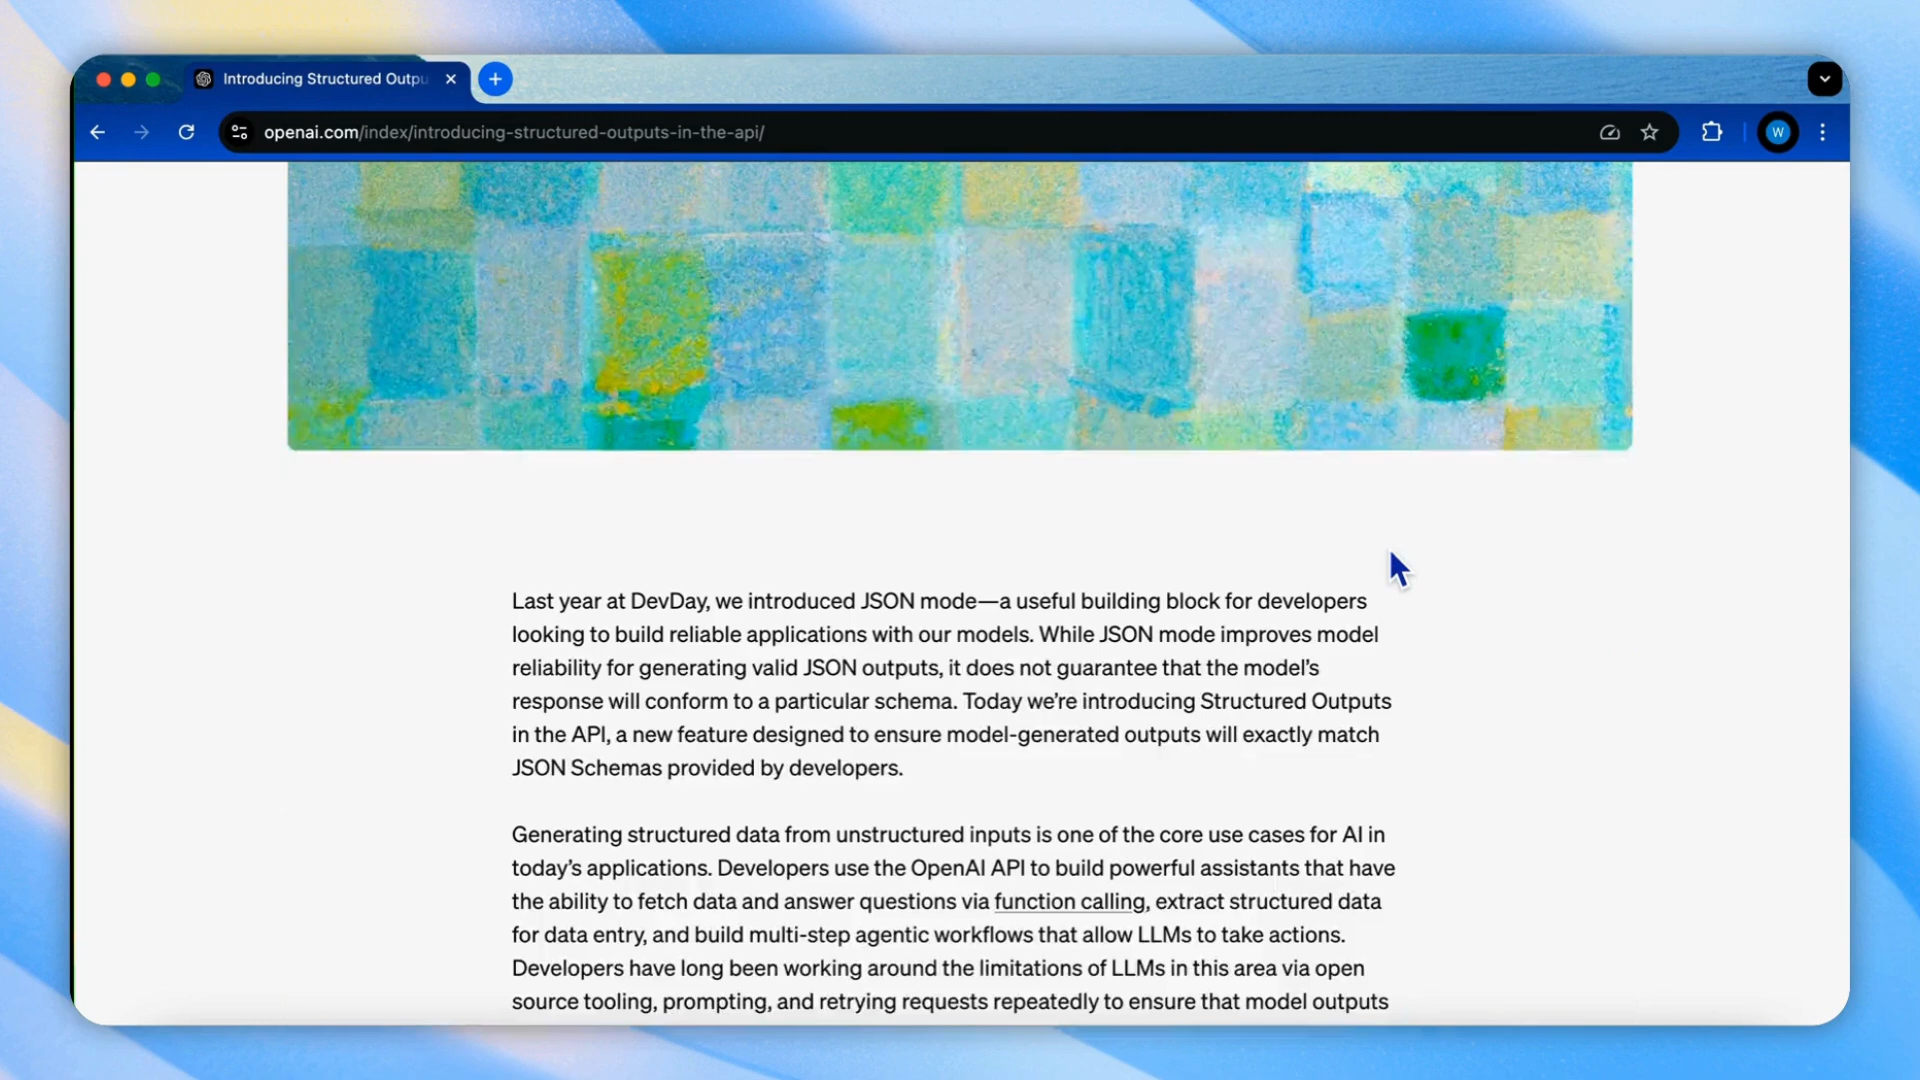 Introducing Structured Outpu
openai.com/index/introducing-structured-outputs-in-the-api/
W
Last year at DevDay, we introduced JSON mode—a useful building block for developers
looking to build reliable applications with our models. While JSON mode improves model
reliability for generating valid JSON outputs, it does not guarantee that the model’s
response will conform to a particular schema. Today we’re introducing Structured Outputs
in the API, a new feature designed to ensure model-generated outputs will exactly match
JSON Schemas provided by developers.
Generating structured data from unstructured inputs is one of the core use cases for AI in
today’s applications. Developers use the OpenAI API to build powerful assistants that have
the ability to fetch data and answer questions via function calling, extract structured data
for data entry, and build multi-step agentic workflows that allow LLMs to take actions.
Developers have long been working around the limitations of LLMs in this area via open
source tooling, prompting, and retrying requests repeatedly to ensure that model outputs